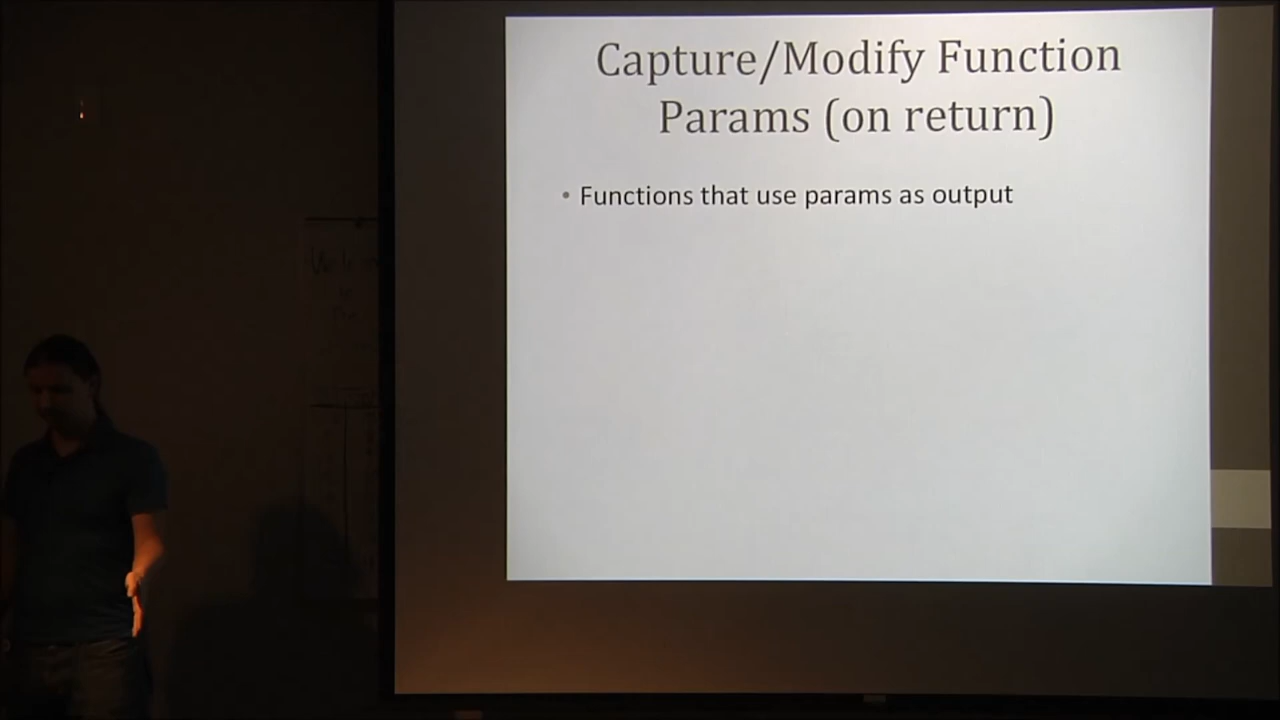 Capture/Modify Function
Params (on return)
• Functions that use params as output